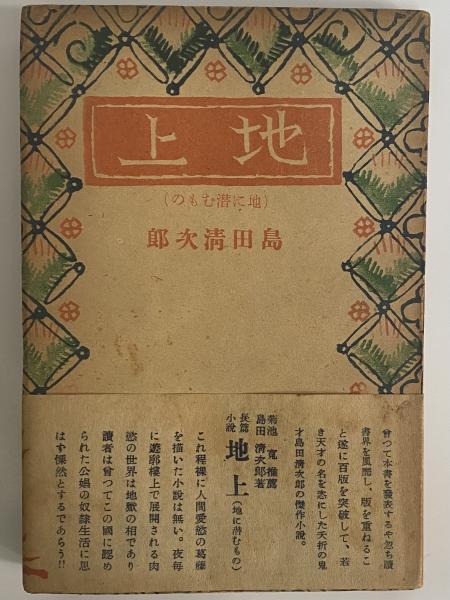 地上
(地に潜むもの)
島田清次郎
曾つて本書を發表するや忽ち讀
書界を風靡し、版を重ねるこ
と遂に百版を突破して、若
き天才の名を恣にした夭折の鬼
才島田清次郎の傑作小説。
菊池寛推薦
島田清次郎著
長篇小説 地上(地に潜むもの)
これ程裸に人間愛慾の葛藤
を描いた小説は無い。夜毎
に遊廓樓上で展開される肉
慾の世界は地獄の相であり
讀者は曾つてこの國に認め
られた公娼の奴隷生活に思
はず慄然とするであらう!!